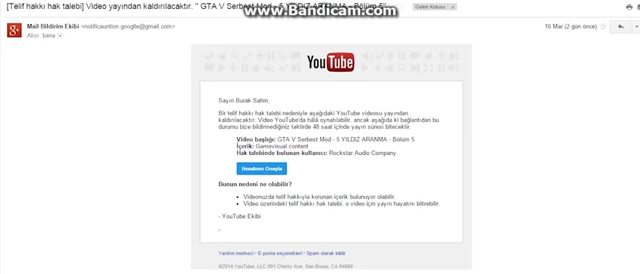 [Telif hakkı hak talebi] Video yayından kaldırılacaktır. " GTA V Serbest Mod - 5 YILDIZ ARANMA - Bölüm 5"
www.Bandicam.com
Gelen Kutusu x
Mail Bildirim Ekibi <notificauntion.google@gmail.com>
16 Mar (2 gün önce)
Alıcı: bana
YouTube
Sayın Burak Sahin,
Bir telif hakkı hak talebi nedeniyle aşağıdaki YouTube videosu yayından
kaldırılacaktır. Video YouTube'da hâlâ oynatılabilir, ancak aşağıda ki bağlantıdan bu
durumu bize bildirmediğiniz taktirde 48 saat içinde yayın süresi bitecektir.
Video başlığı: GTA V Serbest Mod - 5 YILDIZ ARANMA - Bölüm 5
İçerik: Gamevisual content
Hak talebinde bulunan kullanıcı: Rockstar Audio Company
Hesabımı Onayla
Bunun nedeni ne olabilir?
• Videonuzda telif hakkıyla korunan içerik bulunuyor olabilir.
• Video üzerindeki telif hakkı hak talebi, o video için yayın hayatını bitirebilir.
- YouTube Ekibi
Yardım merkezi • E-posta seçenekleri • Spam olarak bildir
©2014 YouTube, LLC 901 Cherry Ave, San Bruno, CA 94066